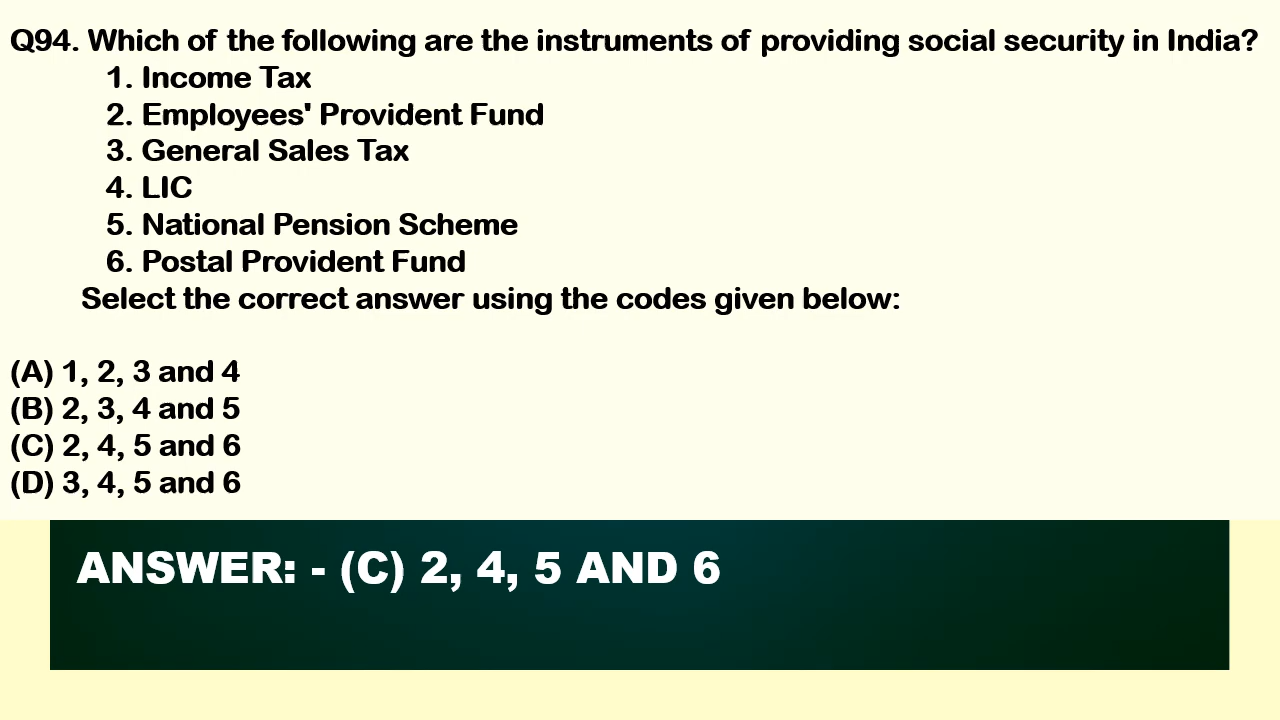 Q94. Which of the following are the instruments of providing social security in India?
1. Income Tax
2. Employees' Provident Fund
3. General Sales Tax
4. LIC
5. National Pension Scheme
6. Postal Provident Fund
Select the correct answer using the codes given below:
(A) 1, 2, 3 and 4
(B) 2, 3, 4 and 5
(C) 2, 4, 5 and 6
(D) 3, 4, 5 and 6
ANSWER: - (C) 2, 4, 5 AND 6